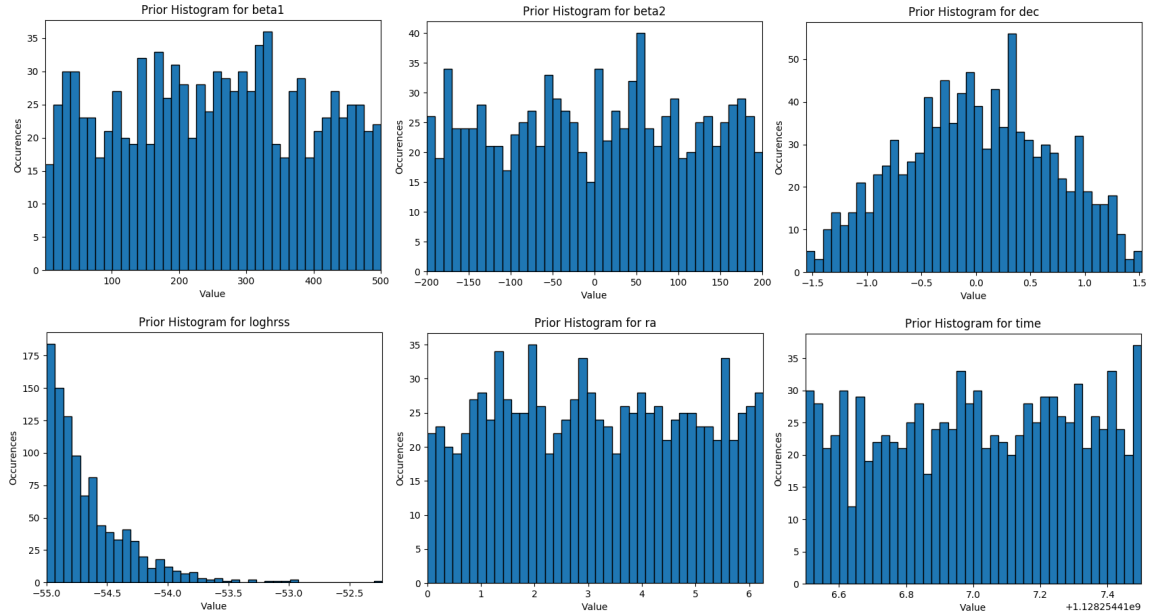 Prior Histogram for beta1
Occurences
35
30
25
20
15
10
5
0
100 200 300 400 500
Value
Prior Histogram for beta2
Occurences
40
35
30
25
20
15
10
5
0
−200 −150 −100 −50 0 50 100 150 200
Value
Prior Histogram for dec
Occurences
50
40
30
20
10
0
−1.5 −1.0 −0.5 0.0 0.5 1.0 1.5
Value
Prior Histogram for loghrss
Occurences
175
150
125
100
75
50
25
0
−55.0 −54.5 −54.0 −53.5 −53.0 −52.5
Value
Prior Histogram for ra
Occurences
35
30
25
20
15
10
5
0
0 1 2 3 4 5 6
Value
Prior Histogram for time
Occurences
35
30
25
20
15
10
5
0
6.6 6.8 7.0 7.2 7.4
Value +1.12825441e9